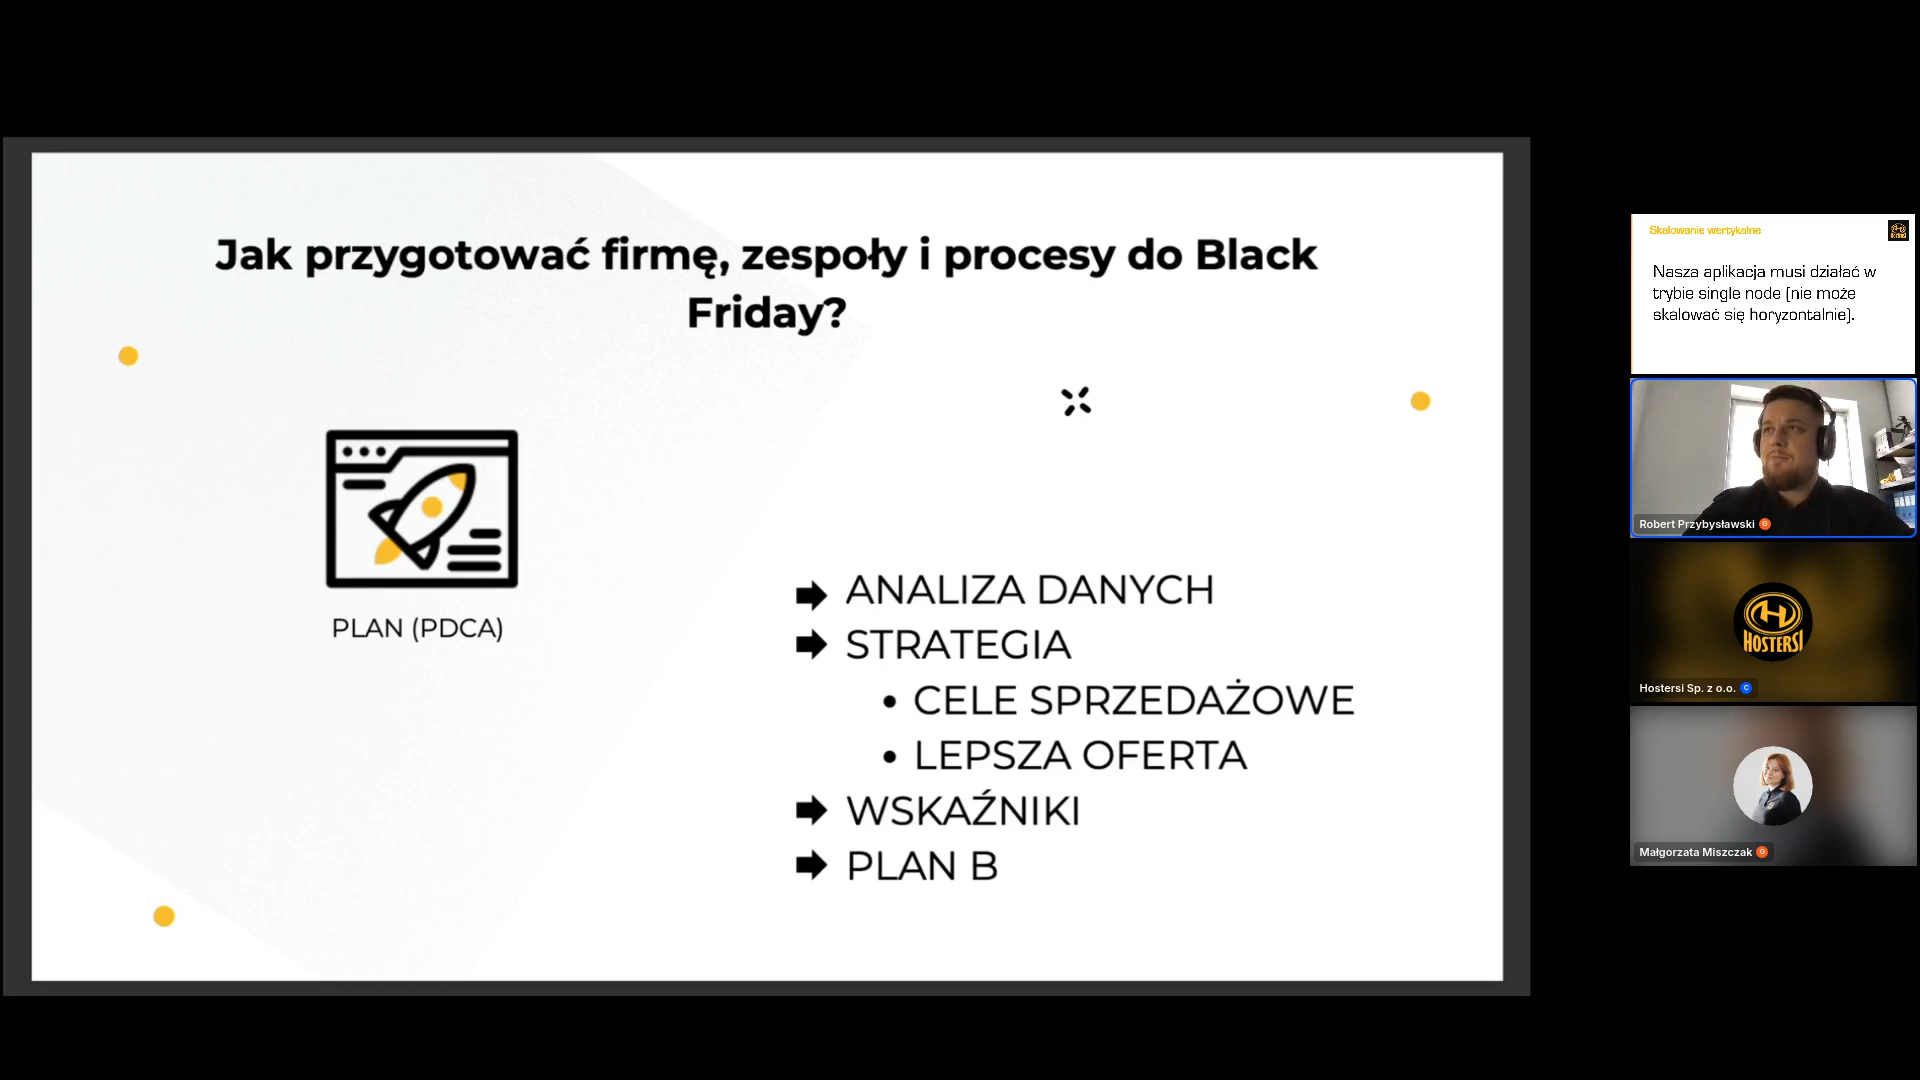 Jak przygotować firmę, zespoły i procesy do Black
Friday?
PLAN (PDCA)
ANALIZA DANYCH
STRATEGIA
• CELE SPRZEDAŻOWE
• LEPSZA OFERTA
WSKAŹNIKI
PLAN B
Skalowanie wertykalne
Nasza aplikacja musi działać w
trybie single node (nie może
skalować się horyzontalnie).
Robert Przybysławski G
HOSTERSI
Hostersi Sp. z o.o. C
Małgorzata Miszczak G